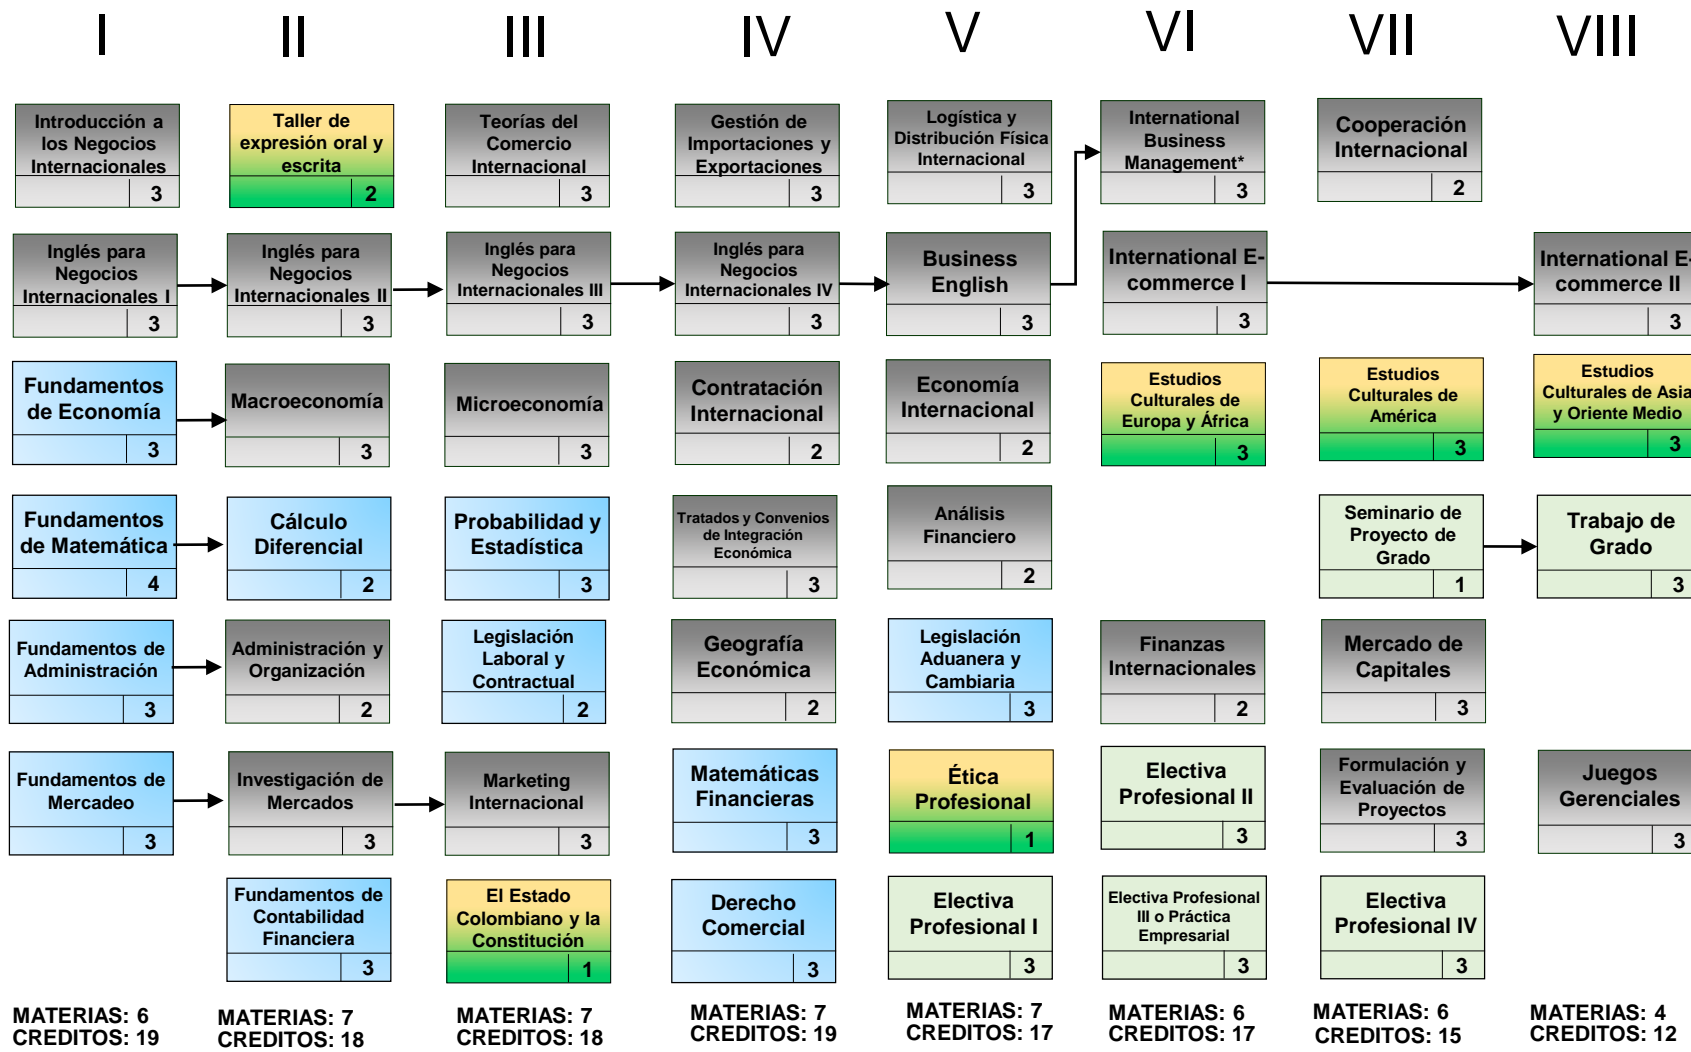 I
II
III
IV
V
VI
VII
VIII
Introducción a
los Negocios
Internacionales
3
Taller de
expresión oral y
escrita
2
Teorías del
Comercio
Internacional
3
Gestión de
Importaciones y
Exportaciones
3
Logística y
Distribución Física
Internacional
3
International
Business
Management*
3
Cooperación
Internacional
2
Inglés para
Negocios
Internacionales I
3
Inglés para
Negocios
Internacionales II
3
Inglés para
Negocios
Internacionales III
3
Inglés para
Negocios
Internacionales IV
3
Business
English
3
International E-
commerce I
3
International E-
commerce II
3
Fundamentos
de Economía
3
Macroeconomía
3
Microeconomía
3
Contratación
Internacional
2
Economía
Internacional
2
Estudios
Culturales de
Europa y África
3
Estudios
Culturales de
América
3
Estudios
Culturales de Asia
y Oriente Medio
3
Fundamentos
de Matemática
4
Cálculo
Diferencial
2
Probabilidad y
Estadística
3
Tratados y Convenios
de Integración
Económica
3
Análisis
Financiero
2
Seminario de
Proyecto de
Grado
1
Trabajo de
Grado
3
Fundamentos de
Administración
3
Administración y
Organización
2
Legislación
Laboral y
Contractual
2
Geografía
Económica
2
Legislación
Aduanera y
Cambiaria
3
Finanzas
Internacionales
2
Mercado de
Capitales
3
Fundamentos de
Mercadeo
3
Investigación de
Mercados
3
Marketing
Internacional
3
Matemáticas
Financieras
3
Ética
Profesional
1
Electiva
Profesional II
3
Formulación y
Evaluación de
Proyectos
3
Juegos
Gerenciales
3
Fundamentos de
Contabilidad
Financiera
3
El Estado
Colombiano y la
Constitución
1
Derecho
Comercial
3
Electiva
Profesional I
3
Electiva Profesional
III o Práctica
Empresarial
3
Electiva
Profesional IV
3
MATERIAS: 6
CREDITOS: 19
MATERIAS: 7
CREDITOS: 18
MATERIAS: 7
CREDITOS: 18
MATERIAS: 7
CREDITOS: 19
MATERIAS: 7
CREDITOS: 17
MATERIAS: 6
CREDITOS: 17
MATERIAS: 6
CREDITOS: 15
MATERIAS: 4
CREDITOS: 12